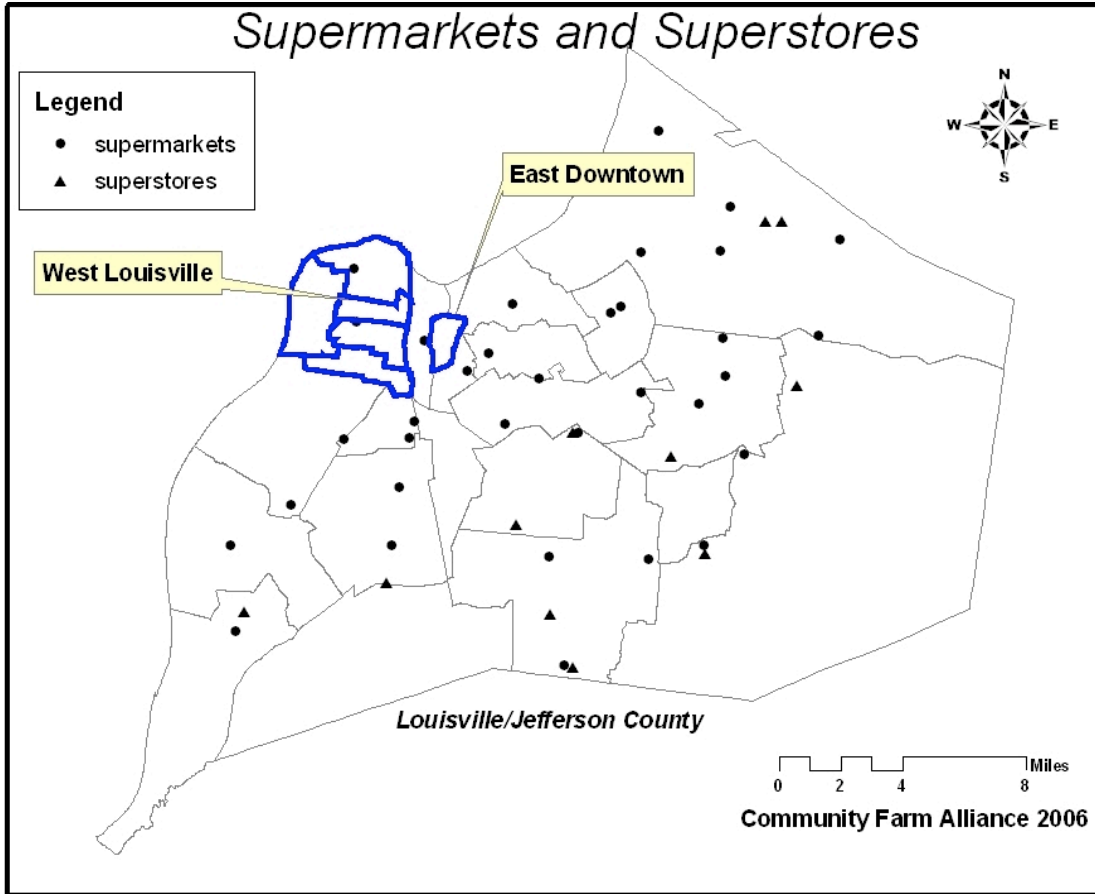 Supermarkets and Superstores
Legend
supermarkets
superstores
N
W E
S
East Downtown
West Louisville
Louisville/Jefferson County
Miles
0 2 4 8
Community Farm Alliance 2006